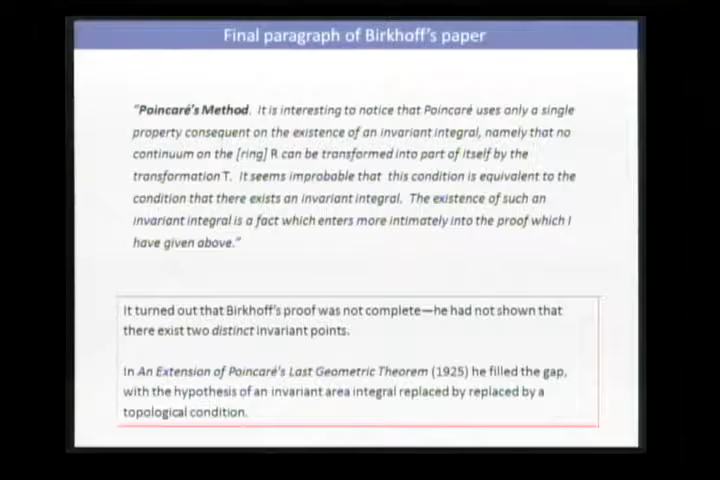 Final paragraph of Birkhoff's paper
"Poincaré's Method. It is interesting to notice that Poincaré uses only a single
property consequent on the existence of an invariant integral, namely that no
continuum on the [ring] R can be transformed into part of itself by the
transformation T. It seems improbable that this condition is equivalent to the
condition that there exists an invariant integral. The existence of such an
invariant integral is a fact which enters more intimately into the proof which I
have given above."
It turned out that Birkhoff's proof was not complete—he had not shown that
there exist two distinct invariant points.
In An Extension of Poincaré's Last Geometric Theorem (1925) he filled the gap,
with the hypothesis of an invariant area integral replaced by replaced by a
topological condition.